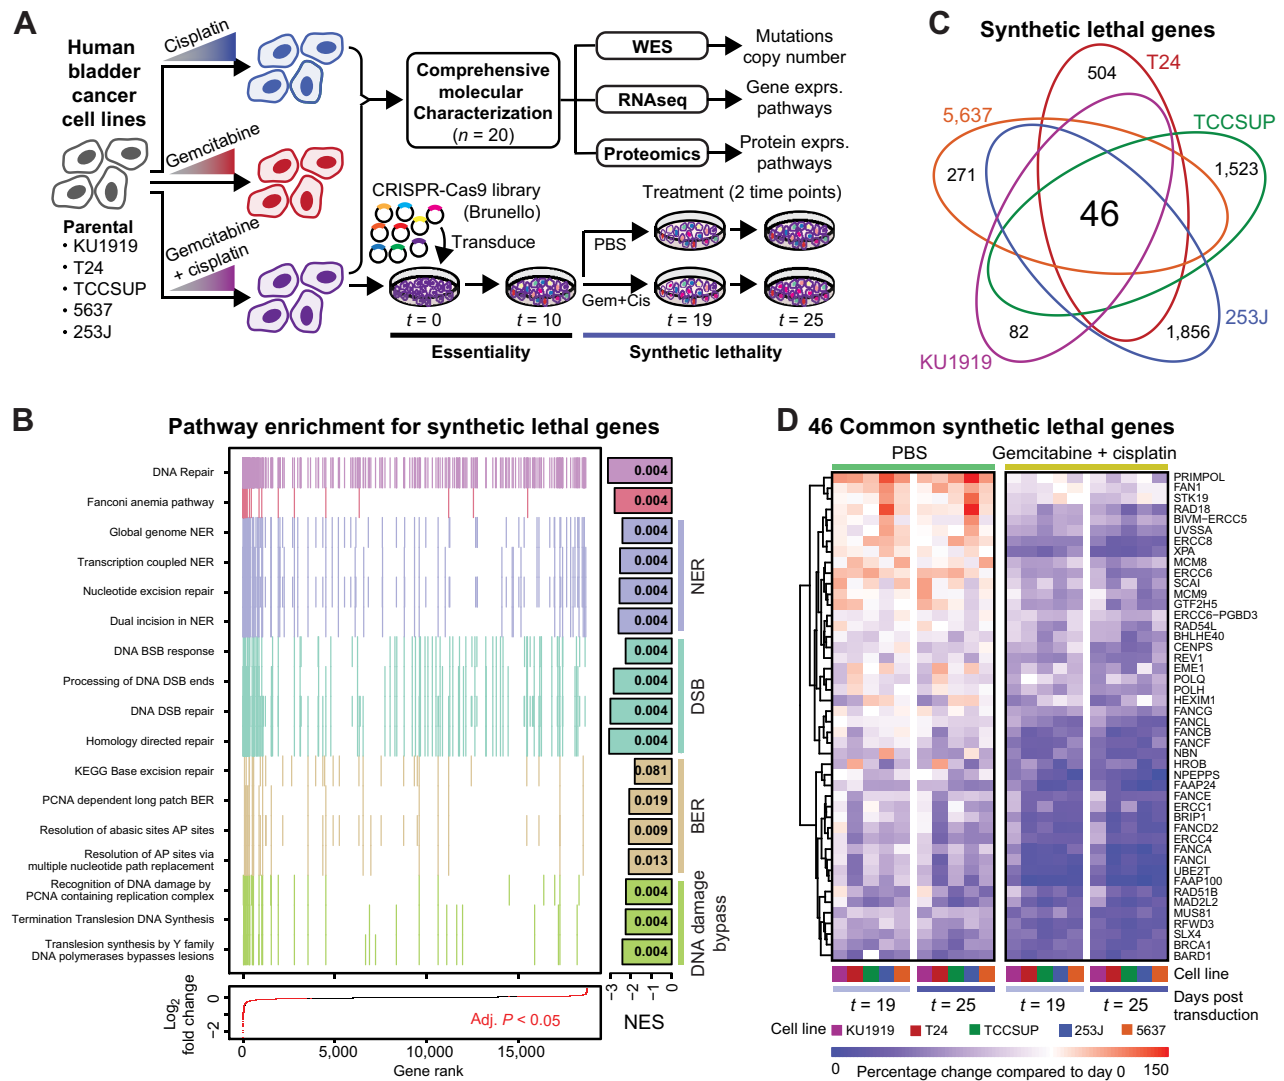 A
Human
bladder
cancer
cell lines
Parental
• KU1919
• T24
• TCCSUP
• 5637
• 253J
Cisplatin
Gemcitabine
Gemcitabine
+ cisplatin
Comprehensive
molecular
Characterization
(n = 20)
WES
RNAseq
Proteomics
Mutations
copy number
Gene exprs.
pathways
Protein exprs.
pathways
CRISPR-Cas9 library
(Brunello)
Transduce
Treatment (2 time points)
PBS
Gem+Cis
t = 0
t = 10
t = 19
t = 25
Essentiality
Synthetic lethality
C
Synthetic lethal genes
T24
504
5,637
TCCSUP
271
1,523
46
253J
82
1,856
KU1919
B
Pathway enrichment for synthetic lethal genes
DNA Repair
0.004
Fanconi anemia pathway
0.004
Global genome NER
0.004
Transcription coupled NER
0.004
Nucleotide excision repair
0.004
Dual incision in NER
0.004
NER
DNA BSB response
0.004
Processing of DNA DSB ends
0.004
DNA DSB repair
0.004
Homology directed repair
0.004
DSB
KEGG Base excision repair
0.081
PCNA dependent long patch BER
0.019
Resolution of abasic sites AP sites
0.009
Resolution of AP sites via
multiple nucleotide path replacement
0.013
BER
Recognition of DNA damage by
PCNA containing replication complex
0.004
Termination Translesion DNA Synthesis
0.004
Translesion synthesis by Y family
DNA polymerases bypasses lesions
0.004
DNA damage
bypass
−3
−2
−1
0
NES
Log2
fold change
0
−2
Adj. P < 0.05
0
5,000
10,000
15,000
Gene rank
D
46 Common synthetic lethal genes
PBS
Gemcitabine + cisplatin
PRIMPOL
FAN1
STK19
RAD18
BIVM−ERCC5
UVSSA
ERCC8
XPA
MCM8
ERCC6
SCAI
MCM9
GTF2H5
ERCC6−PGBD3
RAD54L
BHLHE40
CENPS
REV1
EME1
POLQ
POLH
HEXIM1
FANCG
FANCL
FANCB
FANCF
NBN
HROB
NPEPPS
FAAP24
FANCE
ERCC1
BRIP1
FANCD2
ERCC4
FANCA
FANCI
UBE2T
FAAP100
RAD51B
MAD2L2
MUS81
RFWD3
SLX4
BRCA1
BARD1
Cell line
t = 19
t = 25
t = 19
t = 25
Days post
transduction
Cell line
KU1919
T24
TCCSUP
253J
5637
0
Percentage change compared to day 0
150